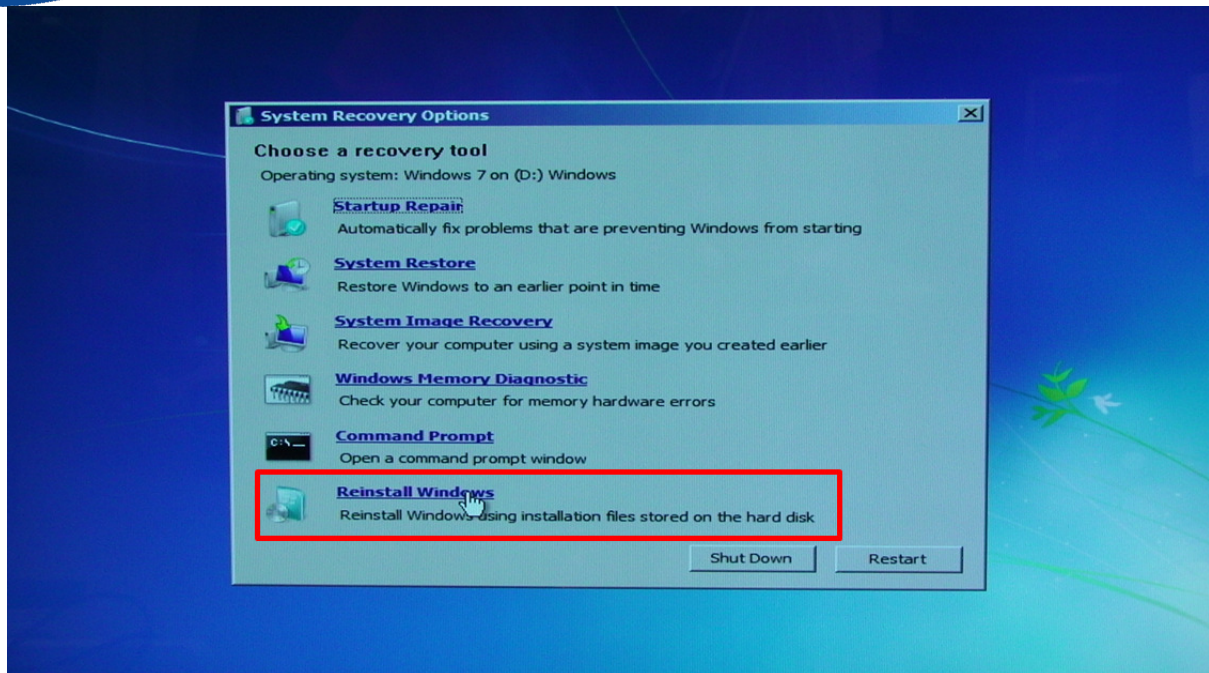 System Recovery Options
Choose a recovery tool
Operating system: Windows 7 on (D:) Windows
Startup Repair
Automatically fix problems that are preventing Windows from starting
System Restore
Restore Windows to an earlier point in time
System Image Recovery
Recover your computer using a system image you created earlier
Windows Memory Diagnostic
Check your computer for memory hardware errors
C:\_
Command Prompt
Open a command prompt window
Reinstall Windows
Reinstall Windows using installation files stored on the hard disk
Shut Down
Restart